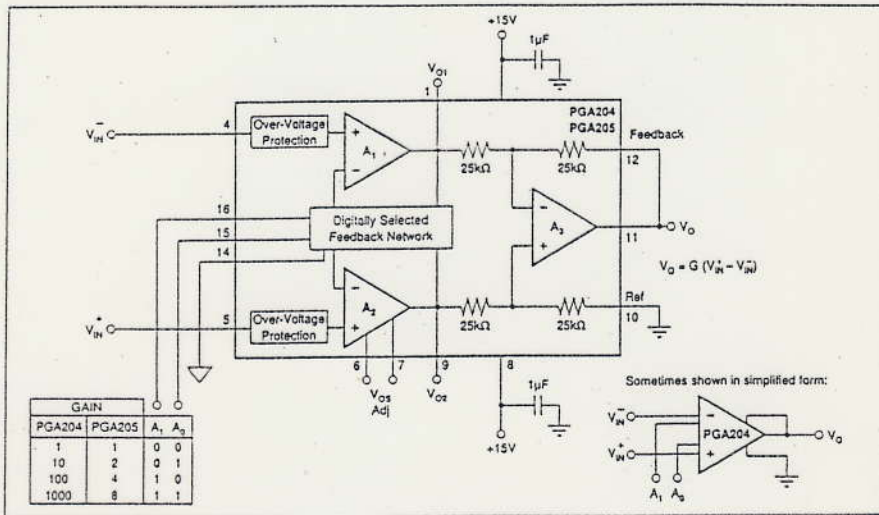 +15V
1µF
V_O1
1
PGA204
PGA205
V_IN^-
4
Over-Voltage
Protection
+
A_1
−
25kΩ
25kΩ
Feedback
12
16
15
14
Digitally Selected
Feedback Network
−
A_3
+
11
V_O
V_O = G (V_IN^+ − V_IN^-)
V_IN^+
5
Over-Voltage
Protection
−
A_2
+
25kΩ
25kΩ
Ref
10
6
7
9
8
V_OS
Adj
V_O2
1µF
+15V
Sometimes shown in simplified form:
V_IN^-
V_IN^+
−
PGA204
+
V_O
A_1
A_0
GAIN
PGA204 PGA205 A_1 A_0
1 1 0 0
10 2 0 1
100 4 1 0
1000 8 1 1